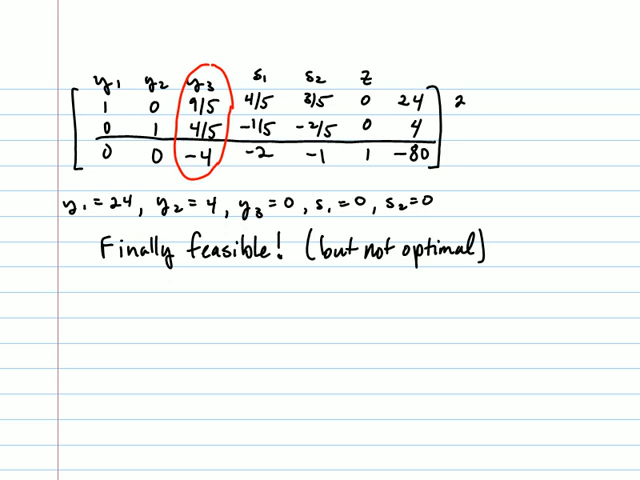 y₁ y₂ y₃ s₁ s₂ z
1 0 9/5 4/5 3/5 0 24 2
0 1 4/5 -1/5 -2/5 0 4
0 0 -4 -2 -1 1 -80
y₁ = 24, y₂ = 4, y₃ = 0, s₁ = 0, s₂ = 0
Finally feasible! (but not optimal)